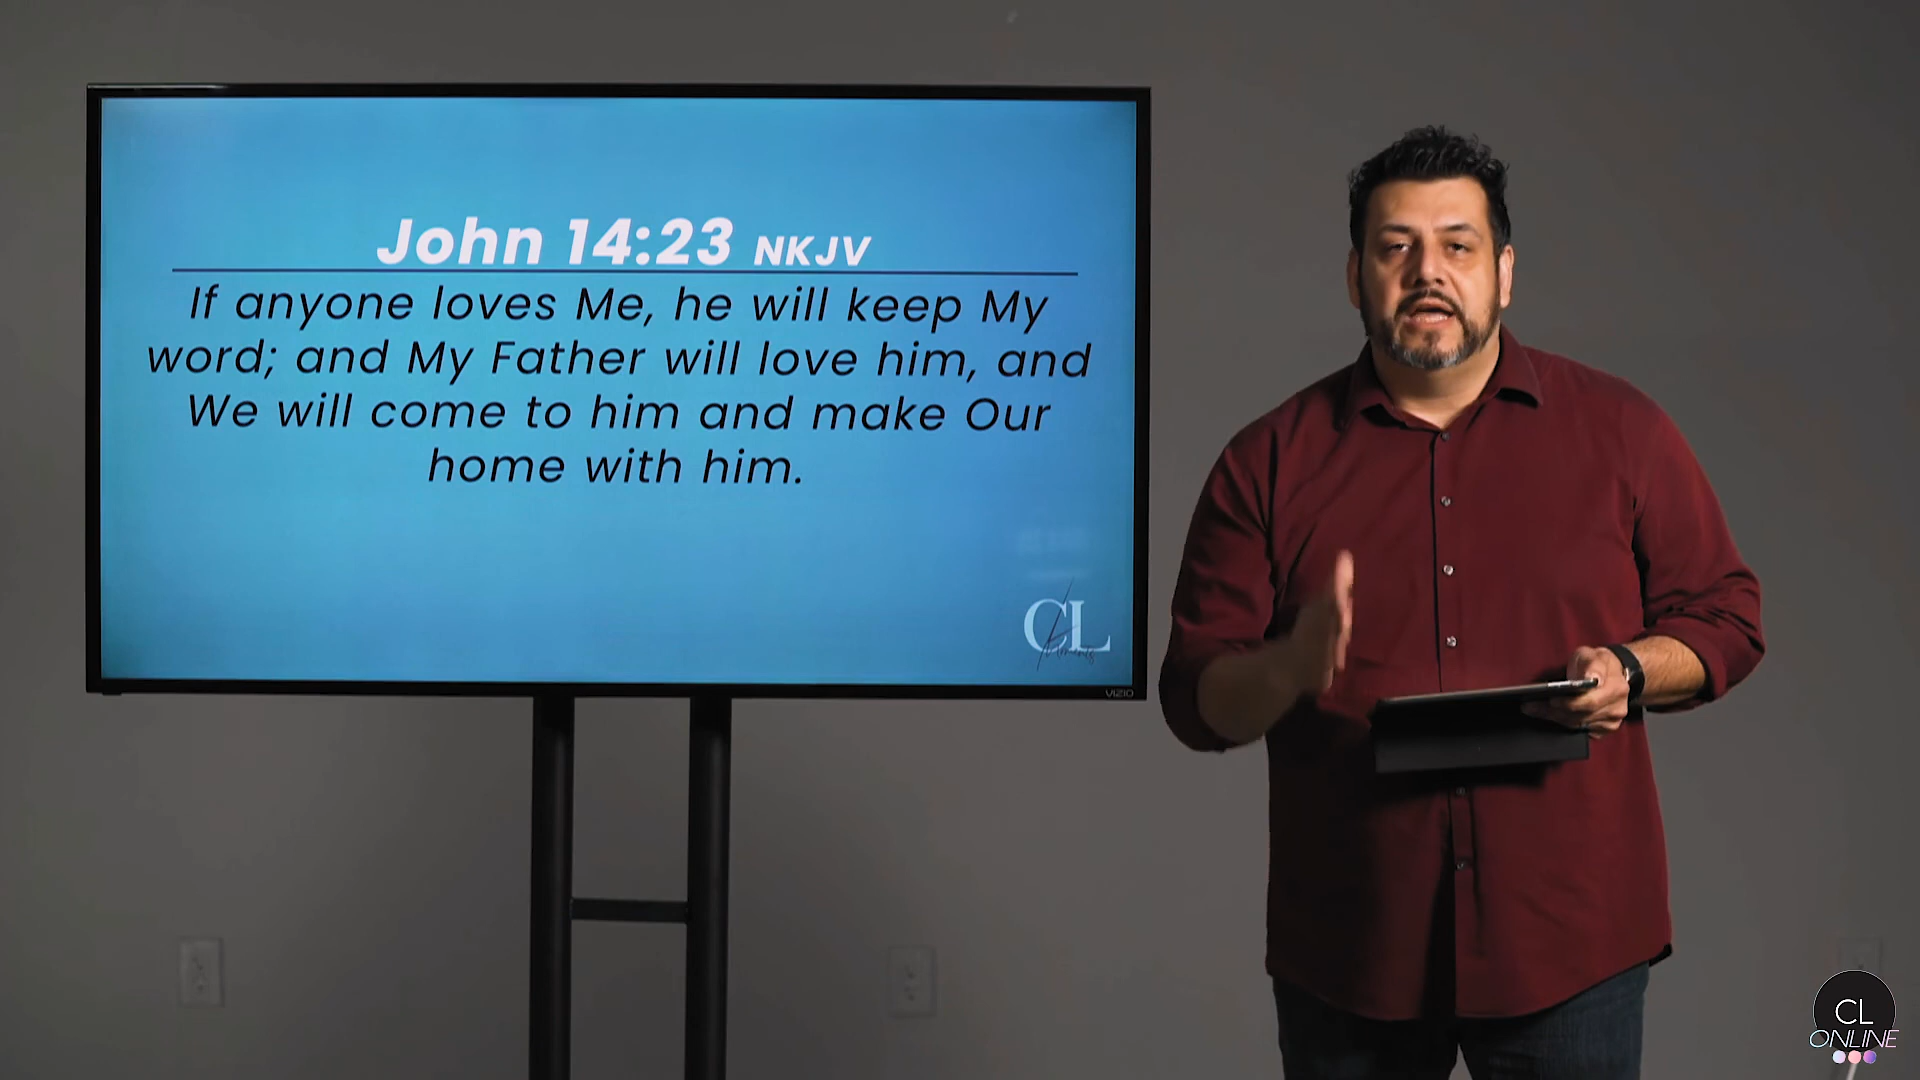 John 14:23 NKJV
If anyone loves Me, he will keep My
word; and My Father will love him, and
We will come to him and make Our
home with him.
CL
Moments
VIZIO
CL
ONLINE